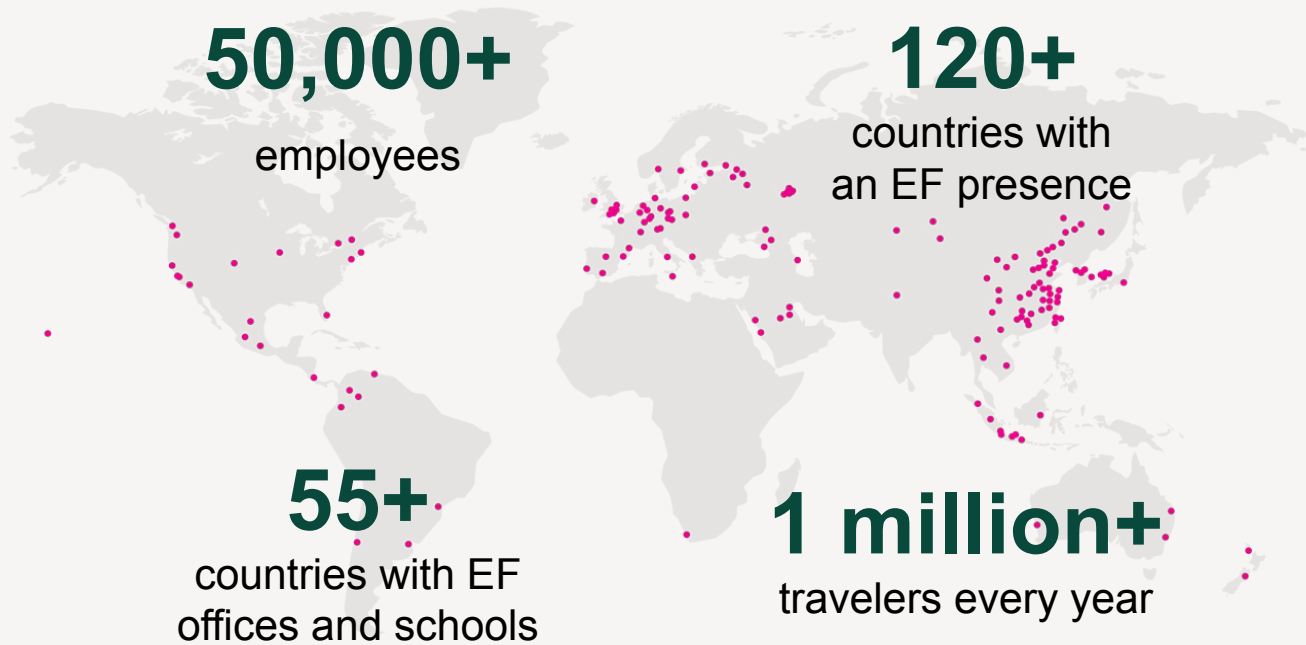 50,000+
employees
120+
countries with
an EF presence
55+
countries with EF
offices and schools
1 million+
travelers every year